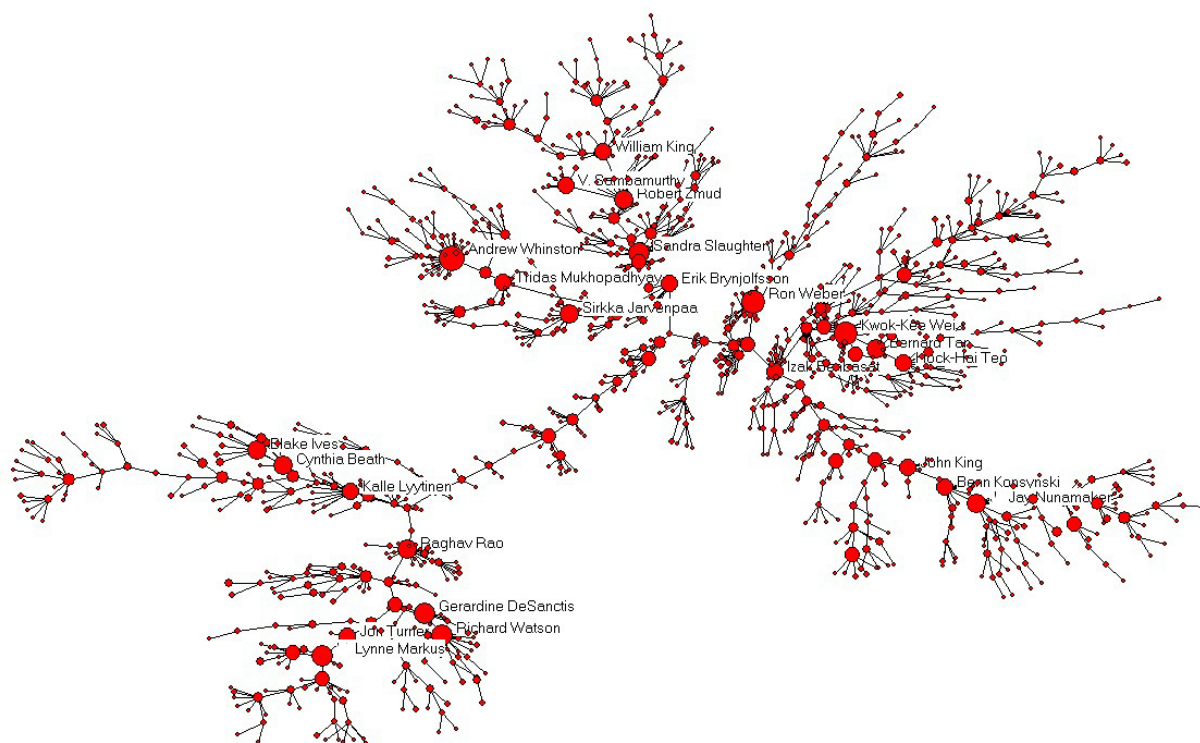 William King
V. Sambamurthy
Robert Zmud
Sandra Slaughter
Andrew Whinston
Tridas Mukhopadhyay
Erik Brynjolfsson
Ron Weber
Sirkka Jarvenpaa
Kwok-Kee Wei
Bernard Tan
Hock-Hai Teo
Izak Benbasat
Blake Ives
Cynthia Beath
John King
Kalle Lyytinen
Benn Konsynski
Jay Nunamaker
Raghav Rao
Gerardine DeSanctis
Jon Turner
Richard Watson
Lynne Markus